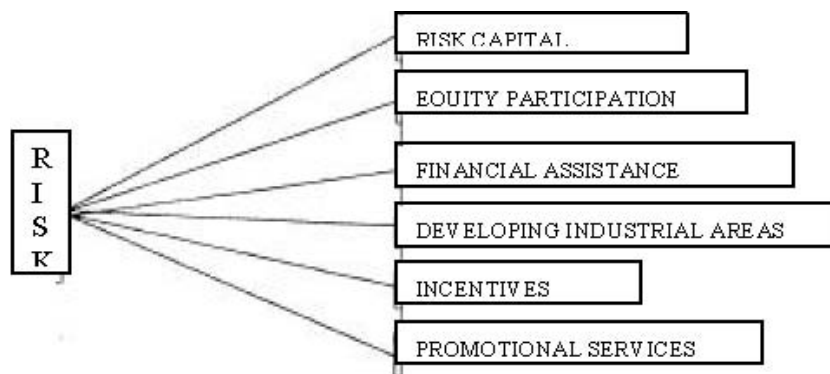 RISK CAPITAL
EQUITY PARTICIPATION
R
I
S
K
FINANCIAL ASSISTANCE
DEVELOPING INDUSTRIAL AREAS
INCENTIVES
PROMOTIONAL SERVICES